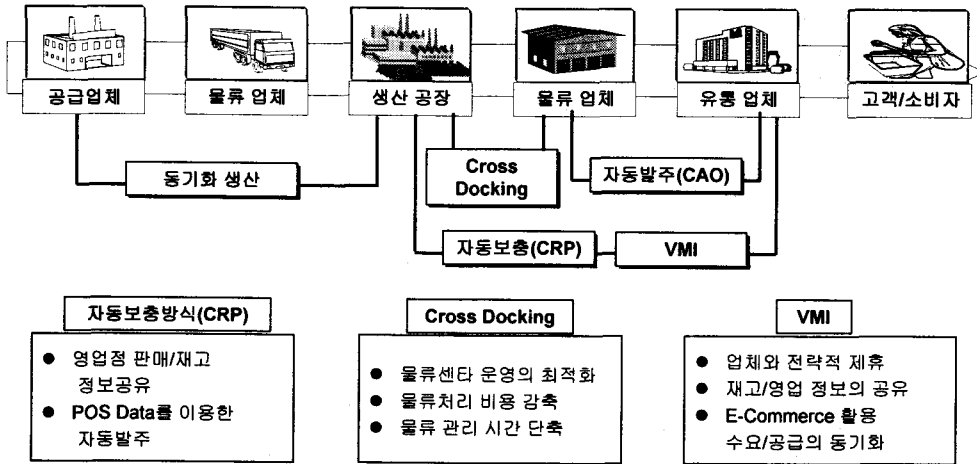 공급업체
물류 업체
생산 공장
물류 업체
유통 업체
고객/소비자
동기화 생산
Cross
Docking
자동발주(CAO)
자동보충(CRP)
VMI
자동보충방식(CRP)
● 영업점 판매/재고
정보공유
● POS Data를 이용한
자동발주
Cross Docking
● 물류센타 운영의 최적화
● 물류처리 비용 감축
● 물류 관리 시간 단축
VMI
● 업체와 전략적 제휴
● 재고/영업 정보의 공유
● E-Commerce 활용
수요/공급의 동기화